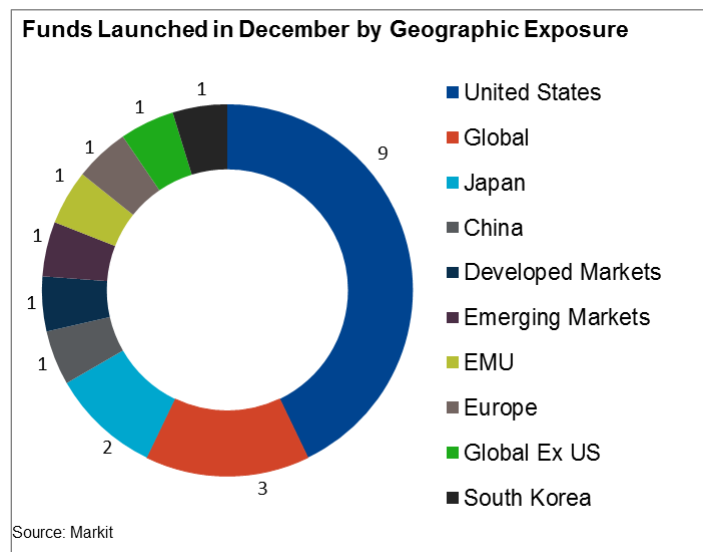 Funds Launched in December by Geographic Exposure
1
1
1
1
1
1
1
2
3
9
United States
Global
Japan
China
Developed Markets
Emerging Markets
EMU
Europe
Global Ex US
South Korea
Source: Markit